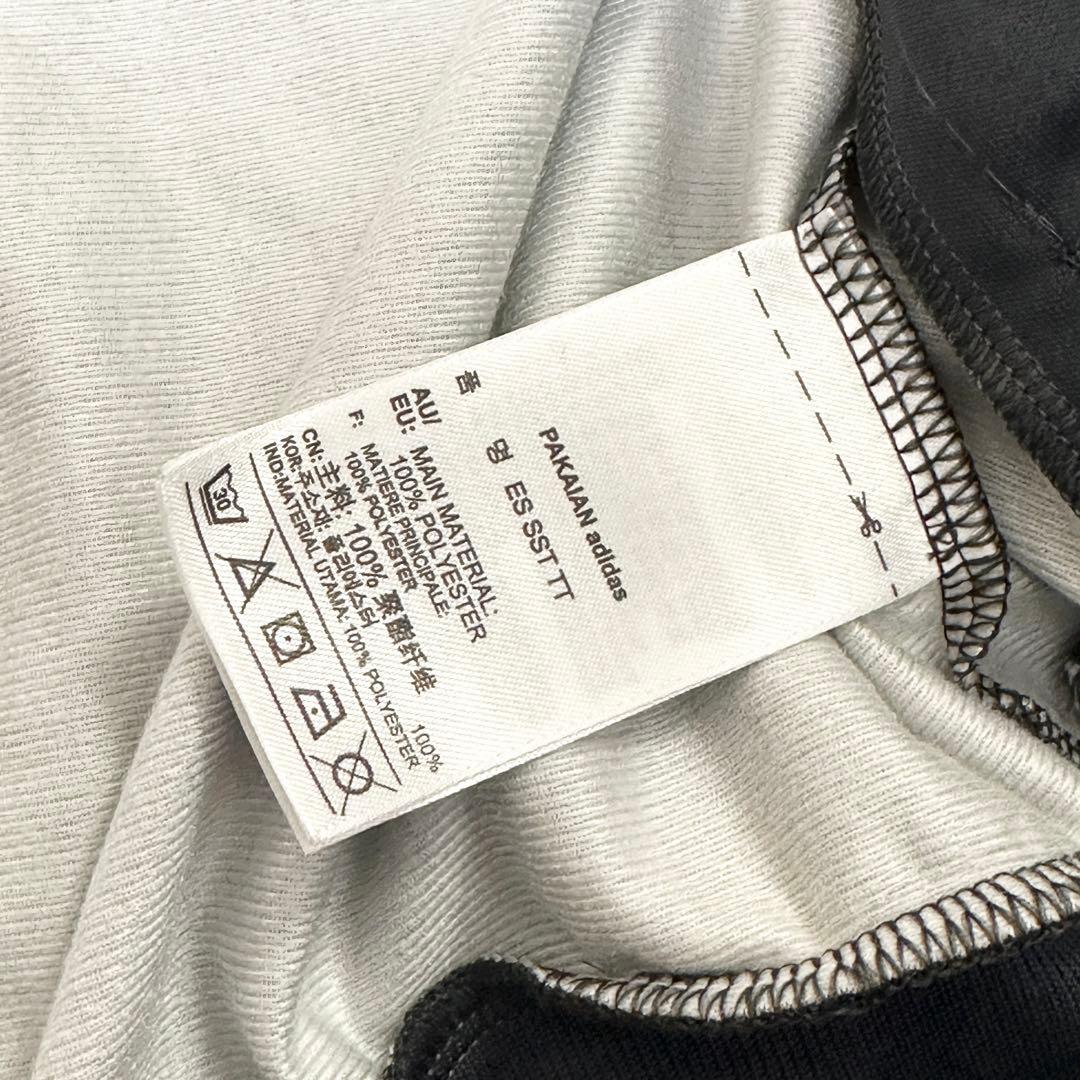 PAKAIAN adidas
품 명 ES SST TT
AU/
EU: MAIN MATERIAL:
100% POLYESTER
F: MATIERE PRINCIPALE:
100% POLYESTER
CN: 主料: 100% 聚酯纤维
KOR: 주소재: 폴리에스터 100%
IND:MATERIAL UTAMA: 100% POLYESTER
30